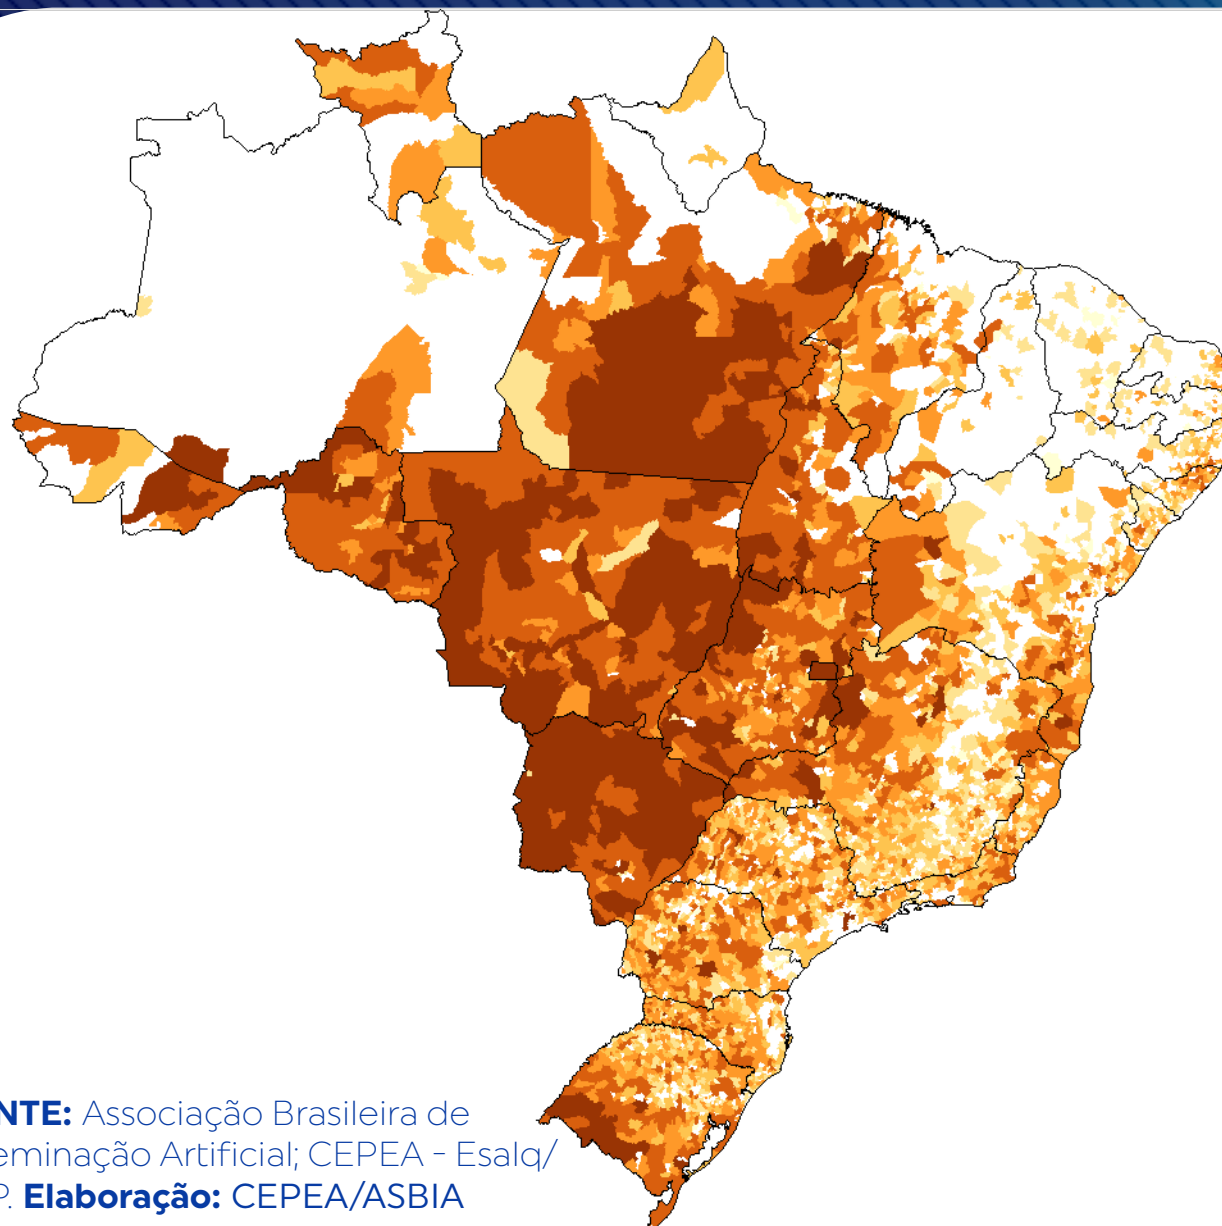 NTE: Associação Brasileira de
eminação Artificial; CEPEA - Esalq/
P. Elaboração: CEPEA/ASBIA